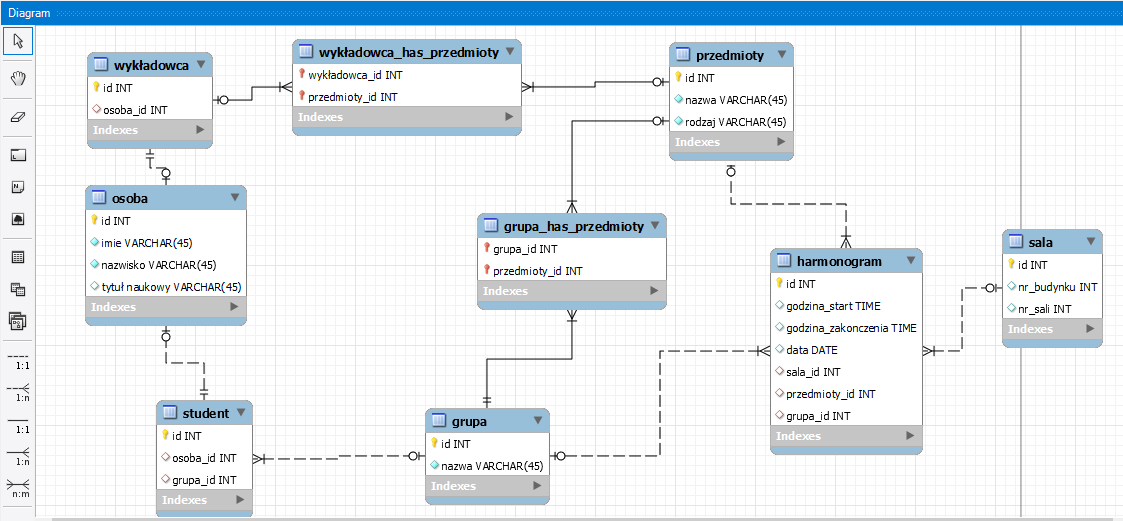 Diagram
wykładowca
id INT
osoba_id INT
Indexes
wykładowca_has_przedmioty
wykładowca_id INT
przedmioty_id INT
Indexes
przedmioty
id INT
nazwa VARCHAR(45)
rodzaj VARCHAR(45)
Indexes
osoba
id INT
imie VARCHAR(45)
nazwisko VARCHAR(45)
tytuł naukowy VARCHAR(45)
Indexes
grupa_has_przedmioty
grupa_id INT
przedmioty_id INT
Indexes
harmonogram
id INT
godzina_start TIME
godzina_zakonczenia TIME
data DATE
sala_id INT
przedmioty_id INT
grupa_id INT
Indexes
sala
id INT
nr_budynku INT
nr_sali INT
Indexes
student
id INT
osoba_id INT
grupa_id INT
Indexes
grupa
id INT
nazwa VARCHAR(45)
Indexes
1:1
1:n
1:1
1:n
n:m